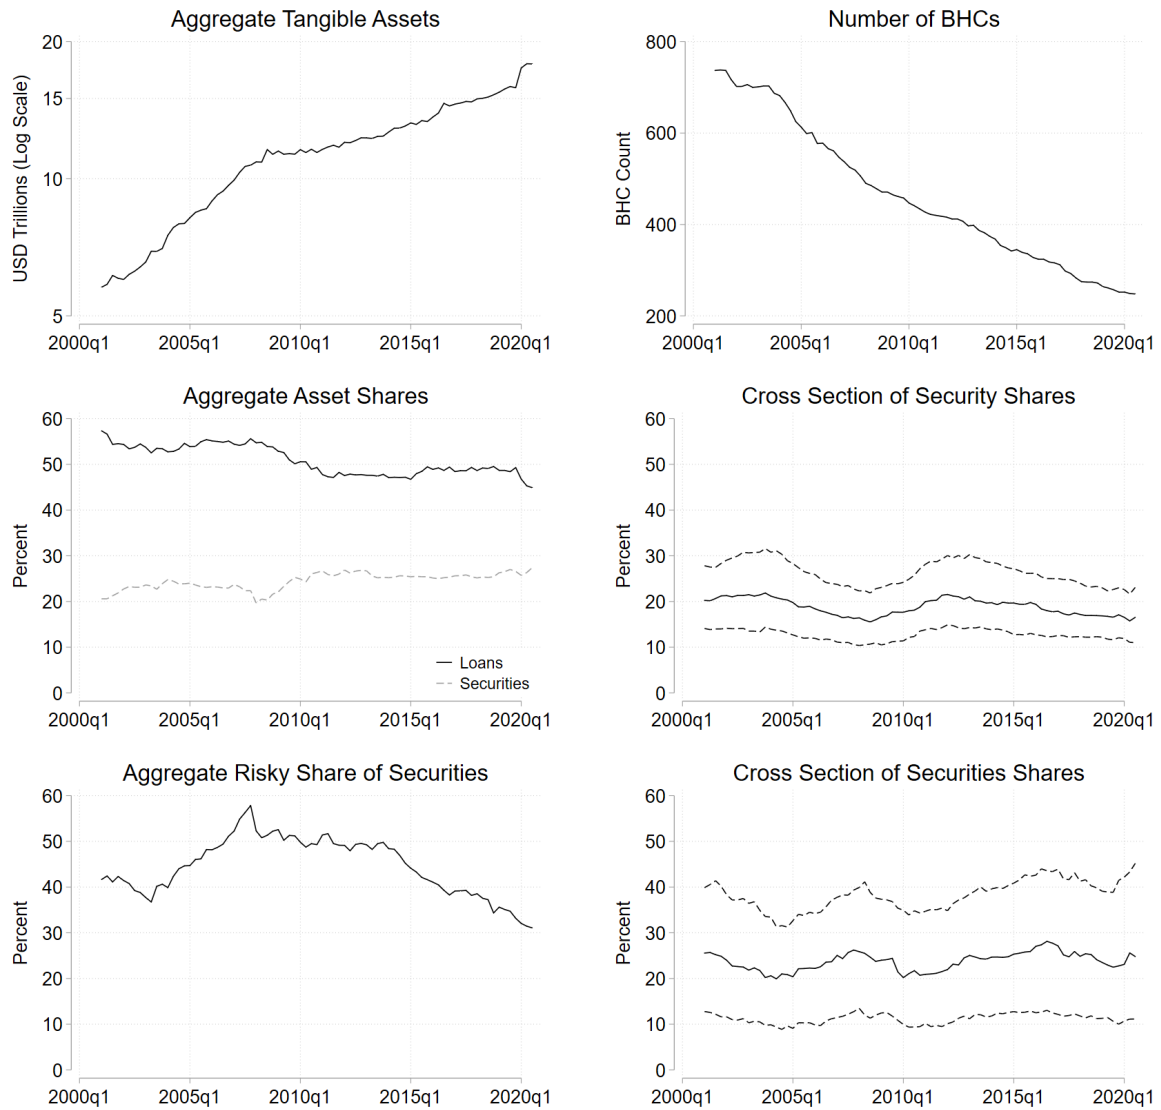 Aggregate Tangible Assets
USD Trillions (Log Scale)
20
15
10
5
2000q1 2005q1 2010q1 2015q1 2020q1
Number of BHCs
BHC Count
800
600
400
200
2000q1 2005q1 2010q1 2015q1 2020q1
Aggregate Asset Shares
Percent
60
50
40
30
20
10
0
Loans
Securities
2000q1 2005q1 2010q1 2015q1 2020q1
Cross Section of Security Shares
Percent
60
50
40
30
20
10
0
2000q1 2005q1 2010q1 2015q1 2020q1
Aggregate Risky Share of Securities
Percent
60
50
40
30
20
10
0
2000q1 2005q1 2010q1 2015q1 2020q1
Cross Section of Securities Shares
Percent
60
50
40
30
20
10
0
2000q1 2005q1 2010q1 2015q1 2020q1